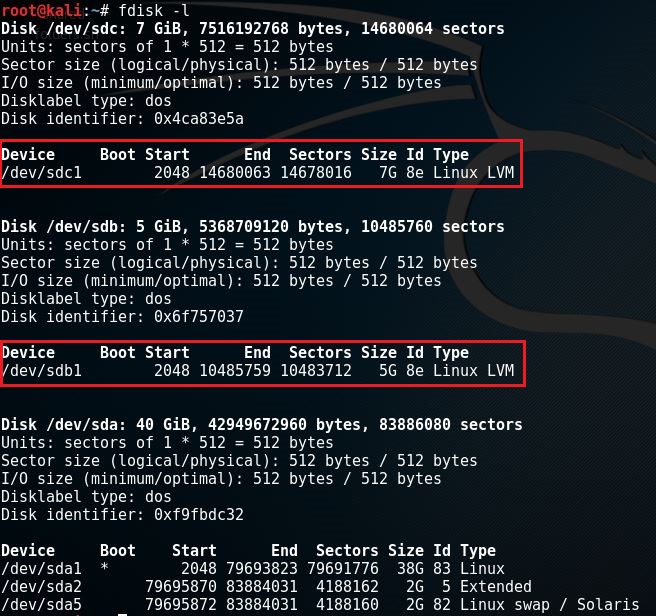 root@kali:~# fdisk -l
Disk /dev/sdc: 7 GiB, 7516192768 bytes, 14680064 sectors
Units: sectors of 1 * 512 = 512 bytes
Sector size (logical/physical): 512 bytes / 512 bytes
I/O size (minimum/optimal): 512 bytes / 512 bytes
Disklabel type: dos
Disk identifier: 0x4ca83e5a
Device     Boot Start      End  Sectors Size Id Type
/dev/sdc1        2048 14680063 14678016   7G 8e Linux LVM
Disk /dev/sdb: 5 GiB, 5368709120 bytes, 10485760 sectors
Units: sectors of 1 * 512 = 512 bytes
Sector size (logical/physical): 512 bytes / 512 bytes
I/O size (minimum/optimal): 512 bytes / 512 bytes
Disklabel type: dos
Disk identifier: 0x6f757037
Device     Boot Start      End  Sectors Size Id Type
/dev/sdb1        2048 10485759 10483712   5G 8e Linux LVM
Disk /dev/sda: 40 GiB, 42949672960 bytes, 83886080 sectors
Units: sectors of 1 * 512 = 512 bytes
Sector size (logical/physical): 512 bytes / 512 bytes
I/O size (minimum/optimal): 512 bytes / 512 bytes
Disklabel type: dos
Disk identifier: 0xf9fbdc32
Device     Boot    Start      End  Sectors Size Id Type
/dev/sda1  *        2048 79693823 79691776  38G 83 Linux
/dev/sda2       79695870 83884031  4188162   2G  5 Extended
/dev/sda5       79695872 83884031  4188160   2G 82 Linux swap / Solaris